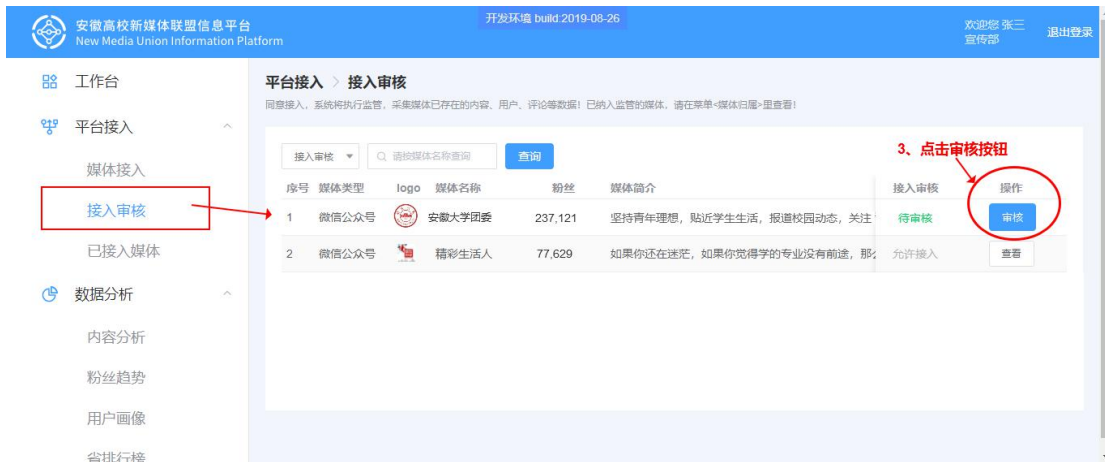 安徽高校新媒体联盟信息平台
New Media Union Information Platform
开发环境 build:2019-08-26
欢迎您 张三
宣传部
退出登录
工作台
平台接入
媒体接入
接入审核
已接入媒体
数据分析
内容分析
粉丝趋势
用户画像
省排行榜
平台接入 > 接入审核
同意接入，系统将执行监管，采集媒体已存在的内容、用户、评论等数据！已纳入监管的媒体，请在菜单<媒体归属>里查看！
接入审核 请按媒体名称查询 查询
3、点击审核按钮
序号 媒体类型 logo 媒体名称 粉丝 媒体简介 接入审核 操作
1 微信公众号 安徽大学团委 237,121 坚持青年理想，贴近学生生活，报道校园动态，关注 待审核 审核
2 微信公众号 精彩生活人 77,629 如果你还在迷茫，如果你觉得学的专业没有前途，那么 允许接入 查看